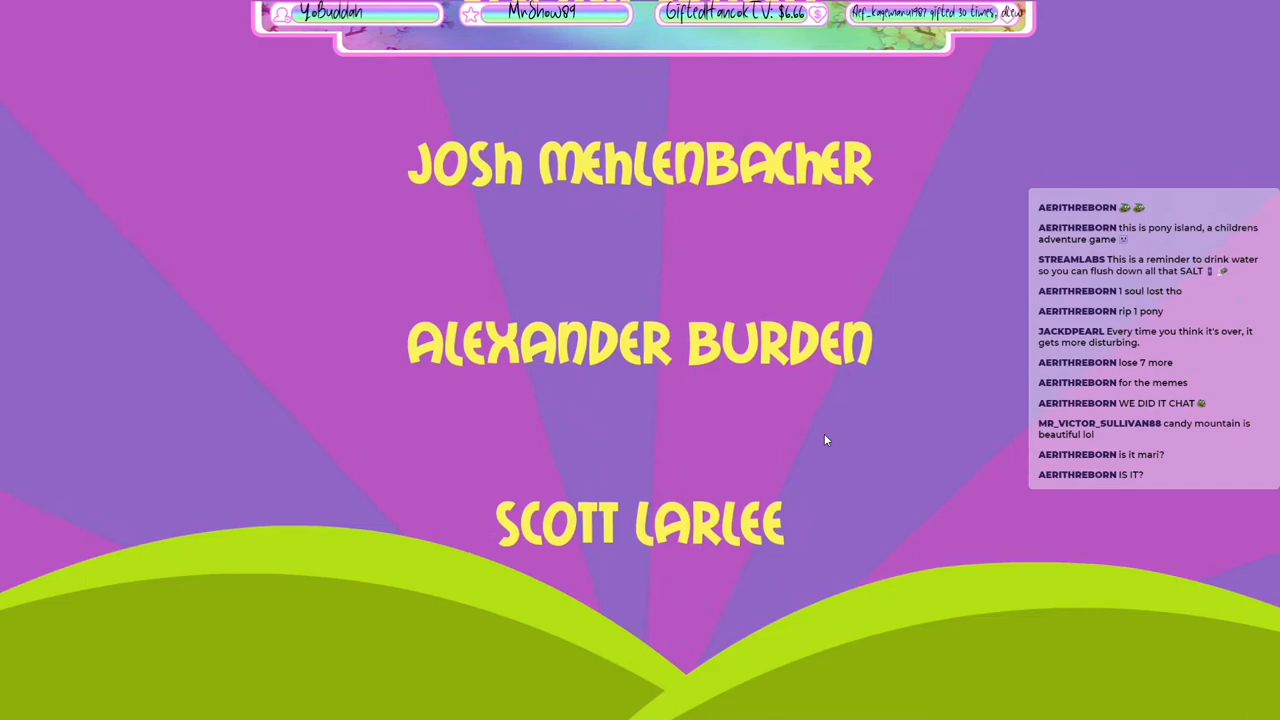 YoBuddah
MrShow89
GiftedHancokTV: $6.66
gifted 30 times,
JOSh MEhLENBAChER
ALEXANDER BURDEN
SCOTT LARLEE
AERITHREBORN
AERITHREBORN this is pony island, a childrens
adventure game
STREAMLABS This is a reminder to drink water
so you can flush down all that SALT
AERITHREBORN 1 soul lost tho
AERITHREBORN rip 1 pony
JACKDPEARL Every time you think it's over, it
gets more disturbing.
AERITHREBORN lose 7 more
AERITHREBORN for the memes
AERITHREBORN WE DID IT CHAT
MR_VICTOR_SULLIVAN88 candy mountain is
beautiful lol
AERITHREBORN is it mari?
AERITHREBORN IS IT?